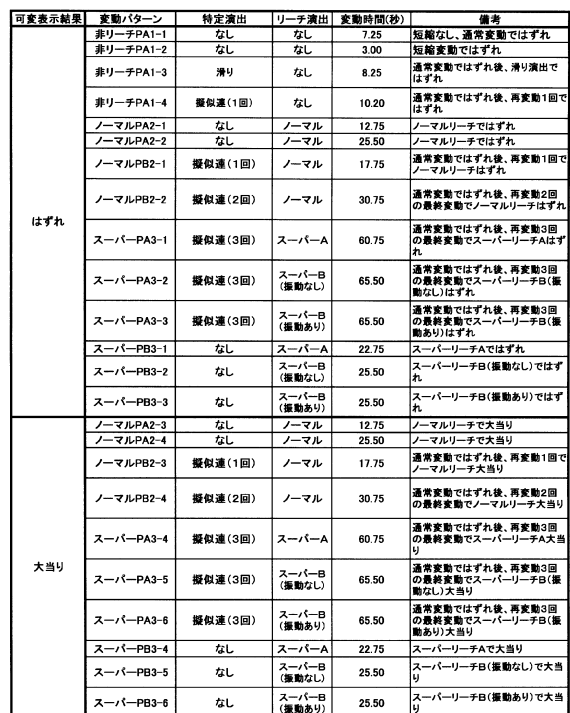 可変表示結果 変動パターン 特定演出 リーチ演出 変動時間(秒) 備考
はずれ
非リーチPA1-1 なし なし 7.25 短縮なし、通常変動ではずれ
非リーチPA1-2 なし なし 3.00 短縮変動ではずれ
非リーチPA1-3 滑り なし 8.25 通常変動ではずれ後、滑り演出で
はずれ
非リーチPA1-4 擬似連(1回) なし 10.20 通常変動ではずれ後、再変動1回で
はずれ
ノーマルPA2-1 なし ノーマル 12.75 ノーマルリーチではずれ
ノーマルPA2-2 なし ノーマル 25.50 ノーマルリーチではずれ
ノーマルPB2-1 擬似連(1回) ノーマル 17.75 通常変動ではずれ後、再変動1回で
ノーマルリーチはずれ
ノーマルPB2-2 擬似連(2回) ノーマル 30.75 通常変動ではずれ後、再変動2回
の最終変動でノーマルリーチはずれ
スーパーPA3-1 擬似連(3回) スーパーA 60.75 通常変動ではずれ後、再変動3回
の最終変動でスーパーリーチAはず
れ
スーパーPA3-2 擬似連(3回) スーパーB
(振動なし) 65.50 通常変動ではずれ後、再変動3回
の最終変動でスーパーリーチB(振
動なし)はずれ
スーパーPA3-3 擬似連(3回) スーパーB
(振動あり) 65.50 通常変動ではずれ後、再変動3回
の最終変動でスーパーリーチB(振
動あり)はずれ
スーパーPB3-1 なし スーパーA 22.75 スーパーリーチAではずれ
スーパーPB3-2 なし スーパーB
(振動なし) 25.50 スーパーリーチB(振動なし)ではず
れ
スーパーPB3-3 なし スーパーB
(振動あり) 25.50 スーパーリーチB(振動あり)ではず
れ
大当り
ノーマルPA2-3 なし ノーマル 12.75 ノーマルリーチで大当り
ノーマルPA2-4 なし ノーマル 25.50 ノーマルリーチで大当り
ノーマルPB2-3 擬似連(1回) ノーマル 17.75 通常変動ではずれ後、再変動1回で
ノーマルリーチ大当り
ノーマルPB2-4 擬似連(2回) ノーマル 30.75 通常変動ではずれ後、再変動2回
の最終変動でノーマルリーチ大当り
スーパーPA3-4 擬似連(3回) スーパーA 60.75 通常変動ではずれ後、再変動3回
の最終変動でスーパーリーチA大当
り
スーパーPA3-5 擬似連(3回) スーパーB
(振動なし) 65.50 通常変動ではずれ後、再変動3回
の最終変動でスーパーリーチB(振
動なし)大当り
スーパーPA3-6 擬似連(3回) スーパーB
(振動あり) 65.50 通常変動ではずれ後、再変動3回
の最終変動でスーパーリーチB(振
動あり)大当り
スーパーPB3-4 なし スーパーA 22.75 スーパーリーチAで大当り
スーパーPB3-5 なし スーパーB
(振動なし) 25.50 スーパーリーチB(振動なし)で大当
り
スーパーPB3-6 なし スーパーB
(振動あり) 25.50 スーパーリーチB(振動あり)で大当
り